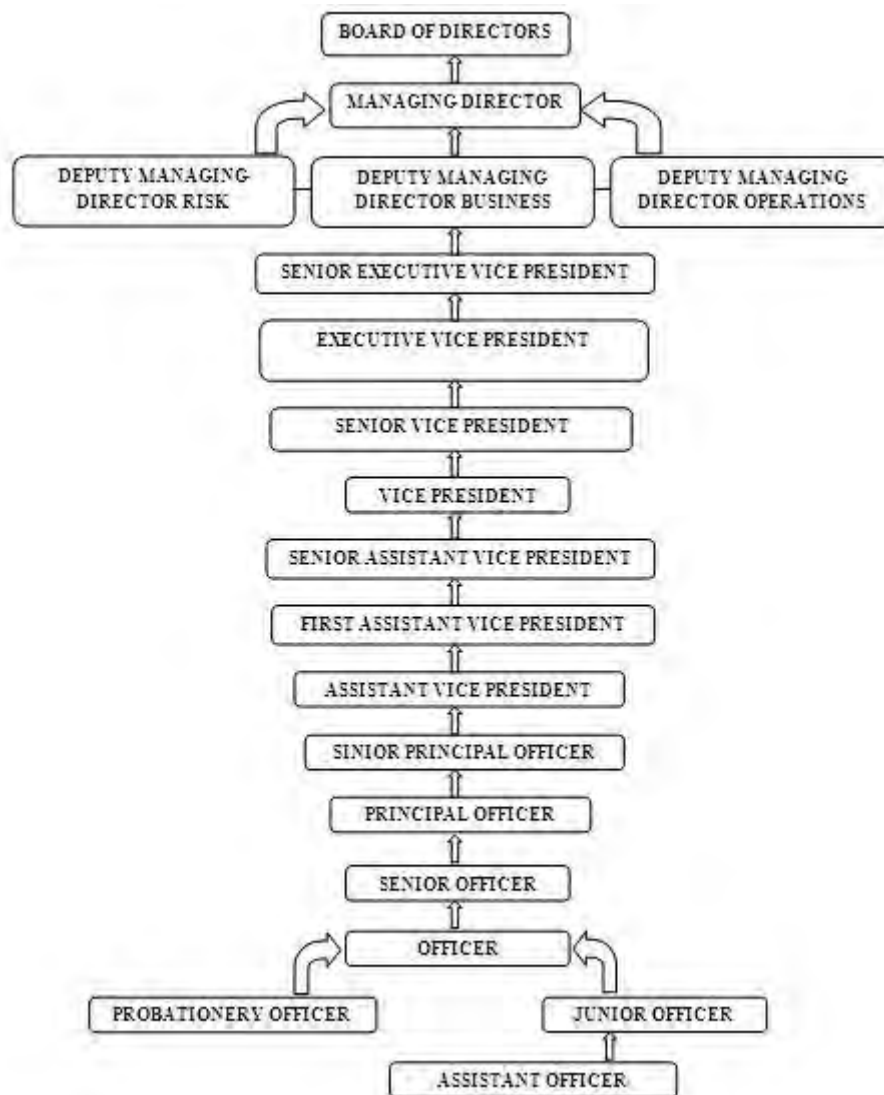 BOARD OF DIRECTORS
MANAGING DIRECTOR
DEPUTY MANAGING
DIRECTOR RISK
DEPUTY MANAGING
DIRECTOR BUSINESS
DEPUTY MANAGING
DIRECTOR OPERATIONS
SENIOR EXECUTIVE VICE PRESIDENT
EXECUTIVE VICE PRESIDENT
SENIOR VICE PRESIDENT
VICE PRESIDENT
SENIOR ASSISTANT VICE PRESIDENT
FIRST ASSISTANT VICE PRESIDENT
ASSISTANT VICE PRESIDENT
SINIOR PRINCIPAL OFFICER
PRINCIPAL OFFICER
SENIOR OFFICER
OFFICER
PROBATIONERY OFFICER
JUNIOR OFFICER
ASSISTANT OFFICER